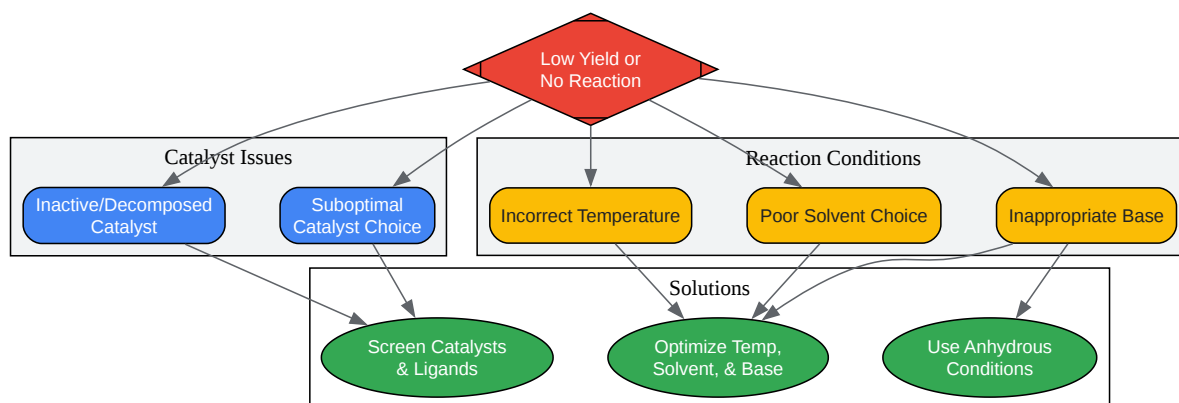 Low Yield or
No Reaction
Catalyst Issues
Reaction Conditions
Inactive/Decomposed
Catalyst
Suboptimal
Catalyst Choice
Incorrect Temperature
Poor Solvent Choice
Inappropriate Base
Solutions
Screen Catalysts
& Ligands
Optimize Temp,
Solvent, & Base
Use Anhydrous
Conditions